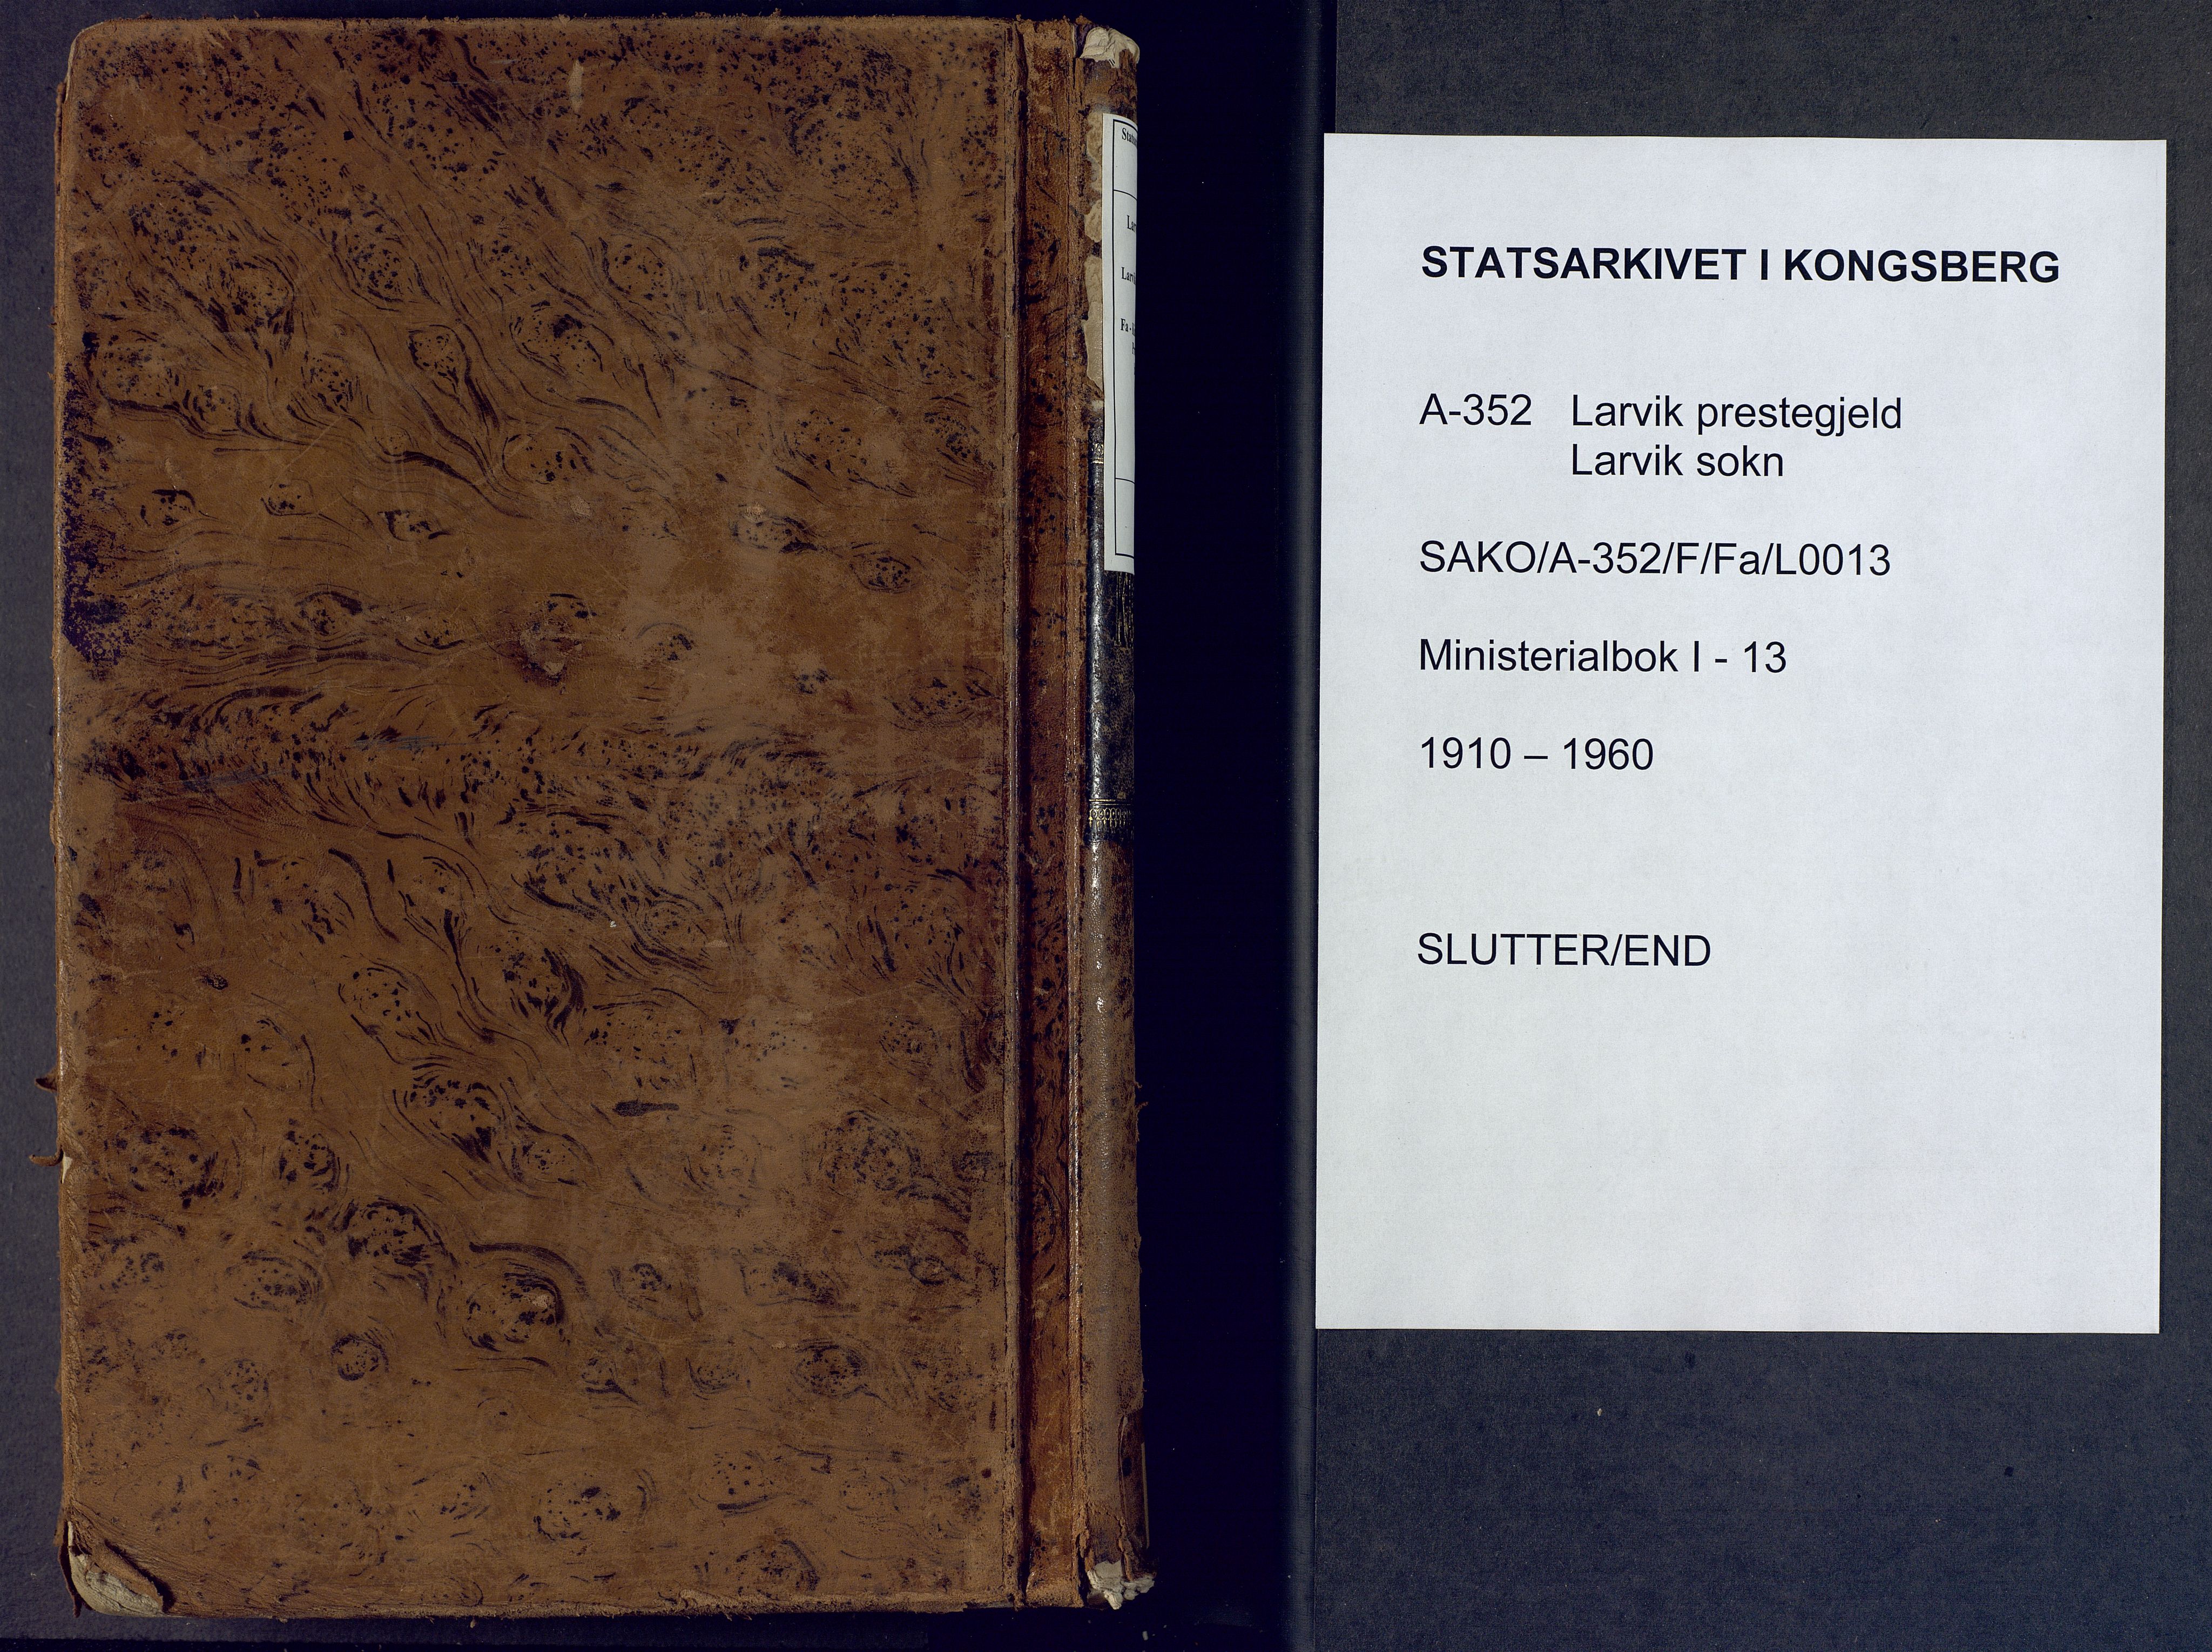 STATSARKIVET I KONGSBERG
A-352 Larvik prestegjeld
Larvik sokn
SAKO/A-352/F/Fa/L0013
Ministerialbok I - 13
1910 – 1960
SLUTTER/END